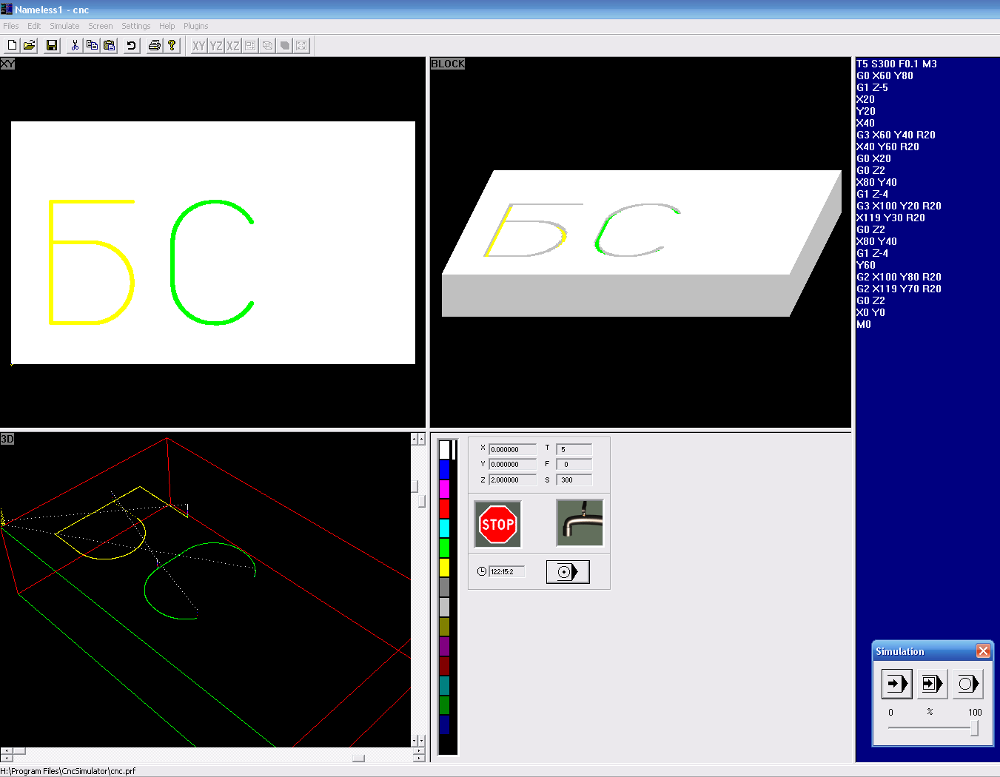 Nameless1 - cnc
Files Edit Simulate Screen Settings Help Plugins
XY YZ XZ
XY
БС
BLOCK
T5 S300 F0.1 M3
G0 X60 Y80
G1 Z-5
X20
Y20
X40
G3 X60 Y40 R20
X40 Y60 R20
G0 X20
G0 Z2
X80 Y40
G1 Z-4
G3 X100 Y20 R20
X119 Y30 R20
G0 Z2
X80 Y40
G1 Z-4
Y60
G2 X100 Y80 R20
G2 X119 Y70 R20
G0 Z2
X0 Y0
M0
3D
X 0.000000 T 5
Y 0.000000 F 0
Z 2.000000 S 300
STOP
122:15:2
Simulation
0 % 100
H:\Program Files\CncSimulator\cnc.prf